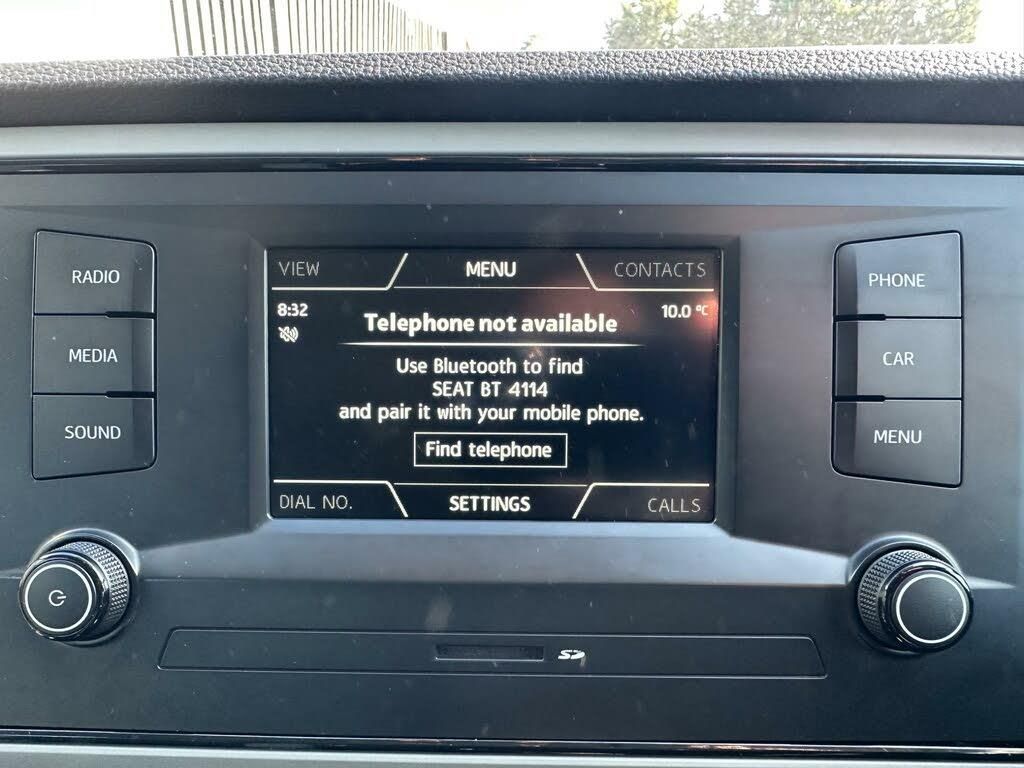 RADIO
MEDIA
SOUND
VIEW
MENU
CONTACTS
8:32
10.0 °C
Telephone not available
Use Bluetooth to find
SEAT BT 4114
and pair it with your mobile phone.
Find telephone
DIAL NO.
SETTINGS
CALLS
PHONE
CAR
MENU
SD